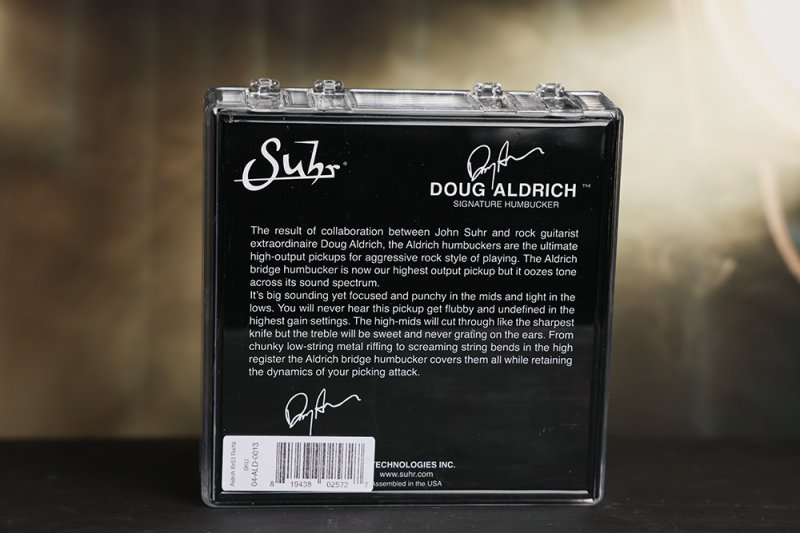 Suhr®
DOUG ALDRICH™
SIGNATURE HUMBUCKER
The result of collaboration between John Suhr and rock guitarist
extraordinaire Doug Aldrich, the Aldrich humbuckers are the ultimate
high-output pickups for aggressive rock style of playing. The Aldrich
bridge humbucker is now our highest output pickup but it oozes tone
across its sound spectrum.
It's big sounding yet focused and punchy in the mids and tight in the
lows. You will never hear this pickup get flubby and undefined in the
highest gain settings. The high-mids will cut through like the sharpest
knife but the treble will be sweet and never grating on the ears. From
chunky low-string metal riffing to screaming string bends in the high
register the Aldrich bridge humbucker covers them all while retaining
the dynamics of your picking attack.
TECHNOLOGIES INC.
www.suhr.com
Assembled in the USA
Aldrich Br53
SKU:
04-ALD-0013
8 19438 02572 7